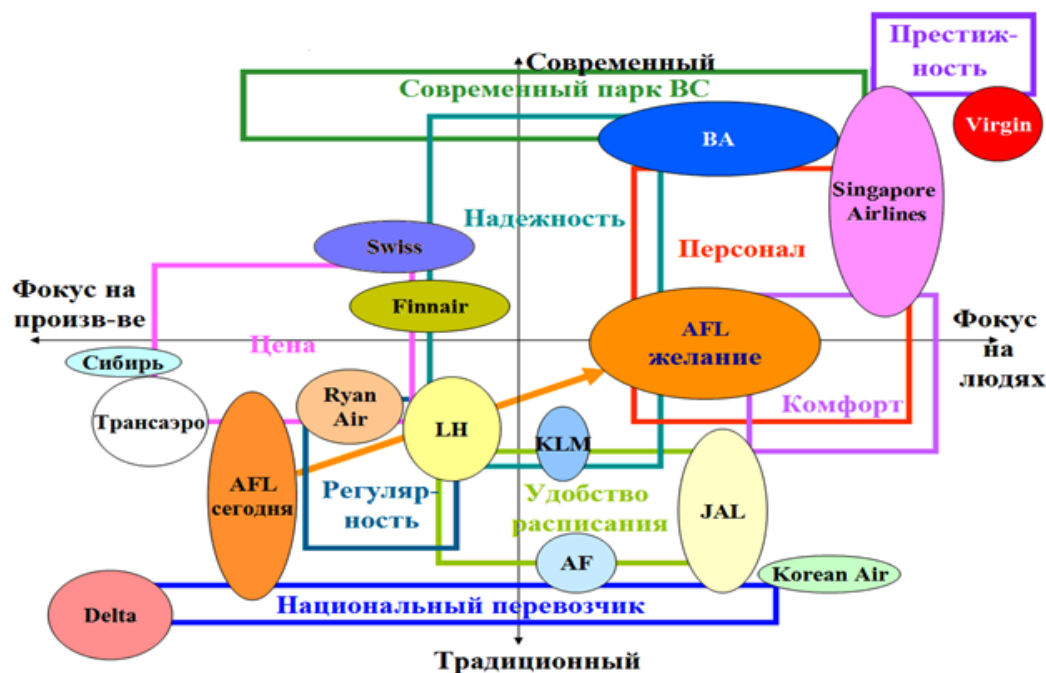 Современный
Престиж-
ность
Современный парк ВС
BA
Virgin
Singapore
Airlines
Надежность
Swiss
Персонал
Фокус на
произв-ве
Finnair
AFL
желание
Фокус
на
людях
Цена
Сибирь
Ryan
Air
Комфорт
Трансаэро
LH
KLM
AFL
сегодня
Регуляр-
ность
Удобство
расписания
JAL
AF
Korean Air
Delta
Национальный перевозчик
Традиционный